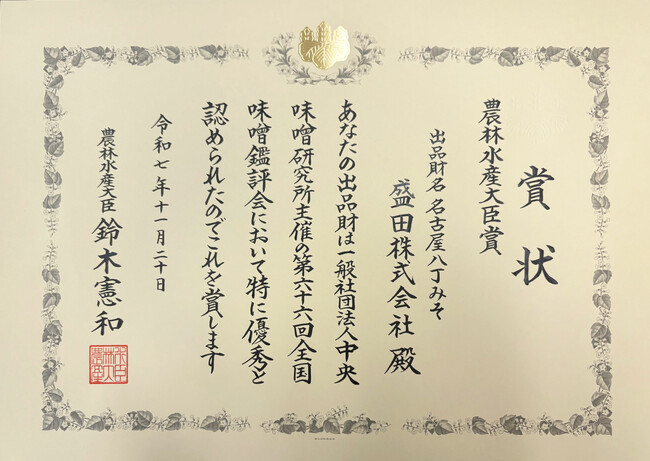 賞状
農林水産大臣賞
出品財名 名古屋八丁みそ
盛田株式会社 殿
あなたの出品財は一般社団法人中央
味噌研究所主催の第六十六回全国
味噌鑑評会において特に優秀と
認められたのでこれを賞します
令和七年十一月二十日
農林水産大臣 鈴木憲和